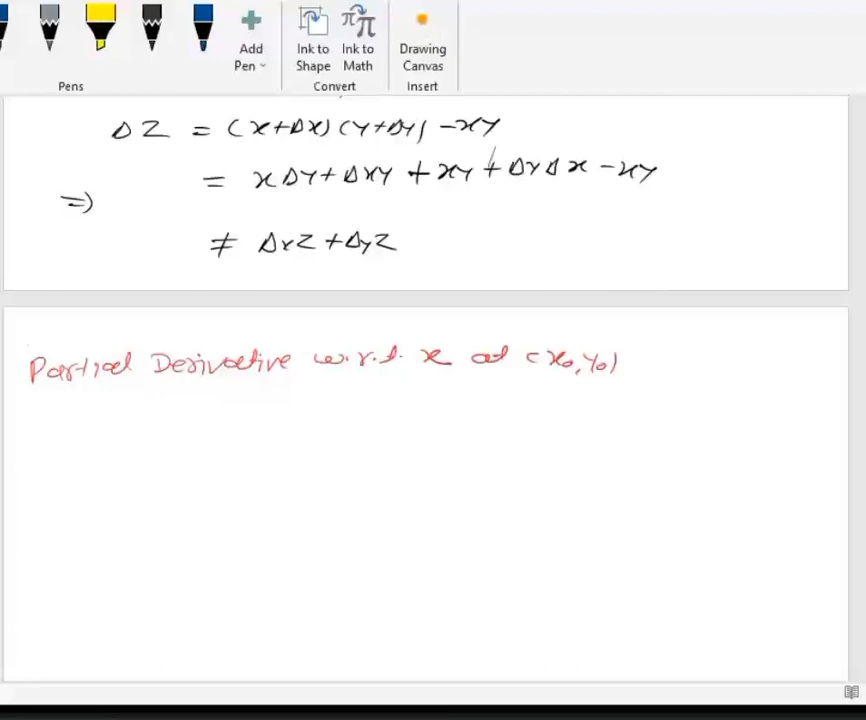 Add Pen
Ink to Shape
Ink to Math
Drawing Canvas
Pens
Convert
Insert
ΔZ = (x+Δx)(y+Δy) -xy
= xΔy+Δxy + xy + ΔyΔx -xy
=>
≠ ΔxZ + ΔyZ
Partial Derivative w.r.t. x at (x₀,y₀)